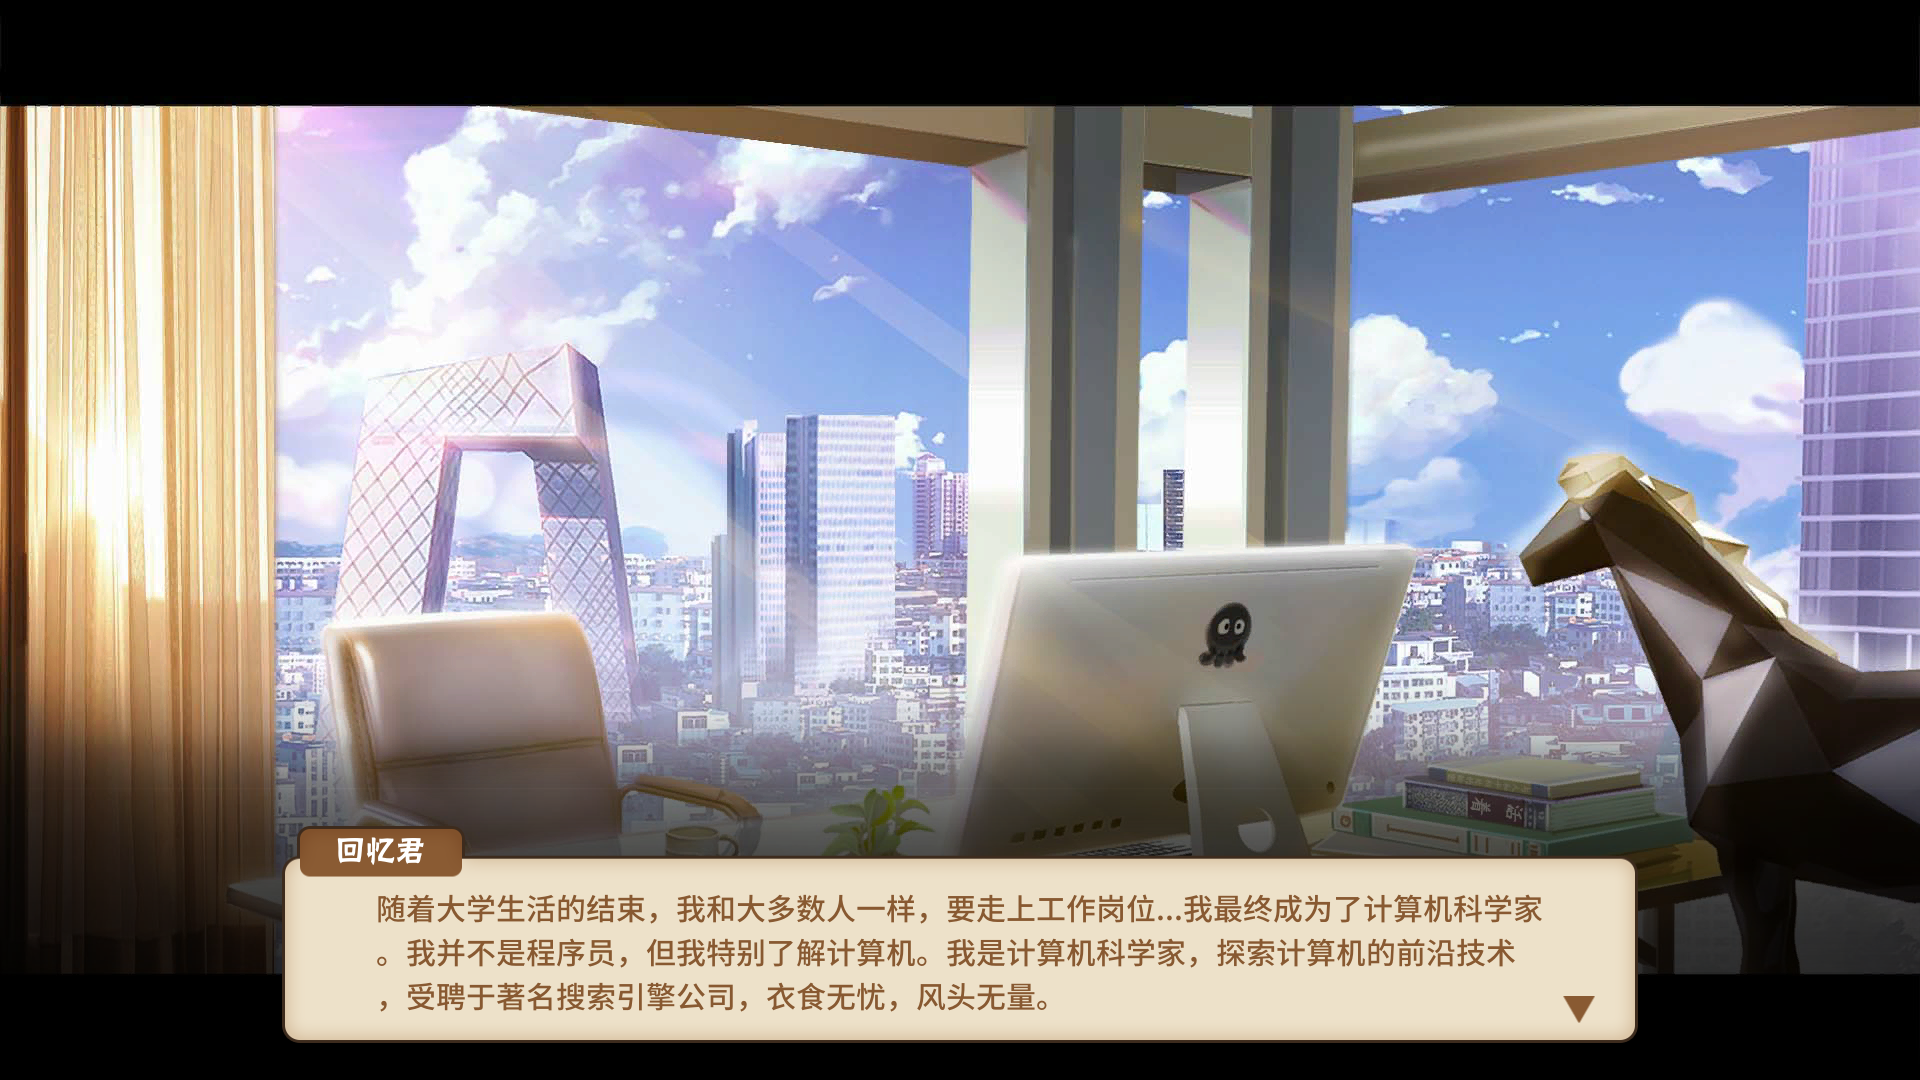 回忆君
随着大学生活的结束，我和大多数人一样，要走上工作岗位...我最终成为了计算机科学家
。我并不是程序员，但我特别了解计算机。我是计算机科学家，探索计算机的前沿技术
，受聘于著名搜索引擎公司，衣食无忧，风头无量。